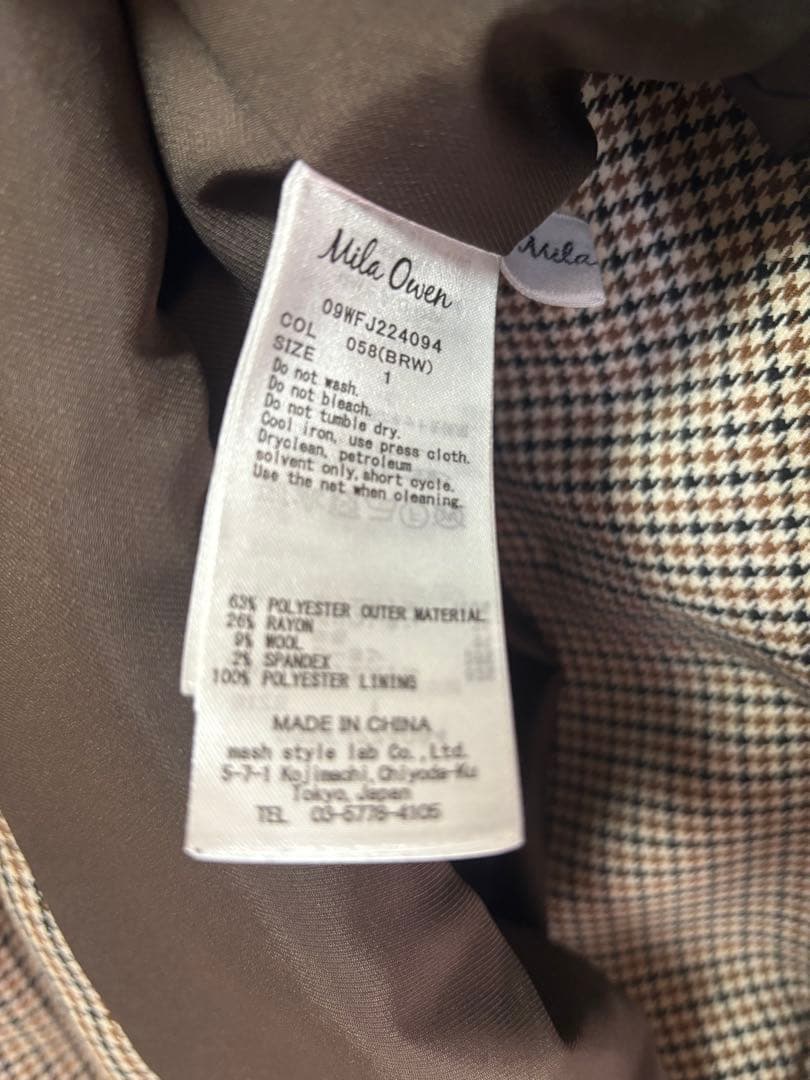 Mila Owen
Mila
09WFJ224094
COL 058(BRW)
SIZE 1
Do not wash.
Do not bleach.
Do not tumble dry.
Cool iron, use press cloth.
Dryclean, petroleum
solvent only,short cycle.
Use the net when cleaning.
63% POLYESTER OUTER MATERIAL
26% RAYON
9% WOOL
2% SPANDEX
100% POLYESTER LINING
MADE IN CHINA
mash style lab Co.,Ltd.
5-7-1 Kojimachi,Chiyoda-Ku
Tokyo,Japan
TEL 03-5778-4105